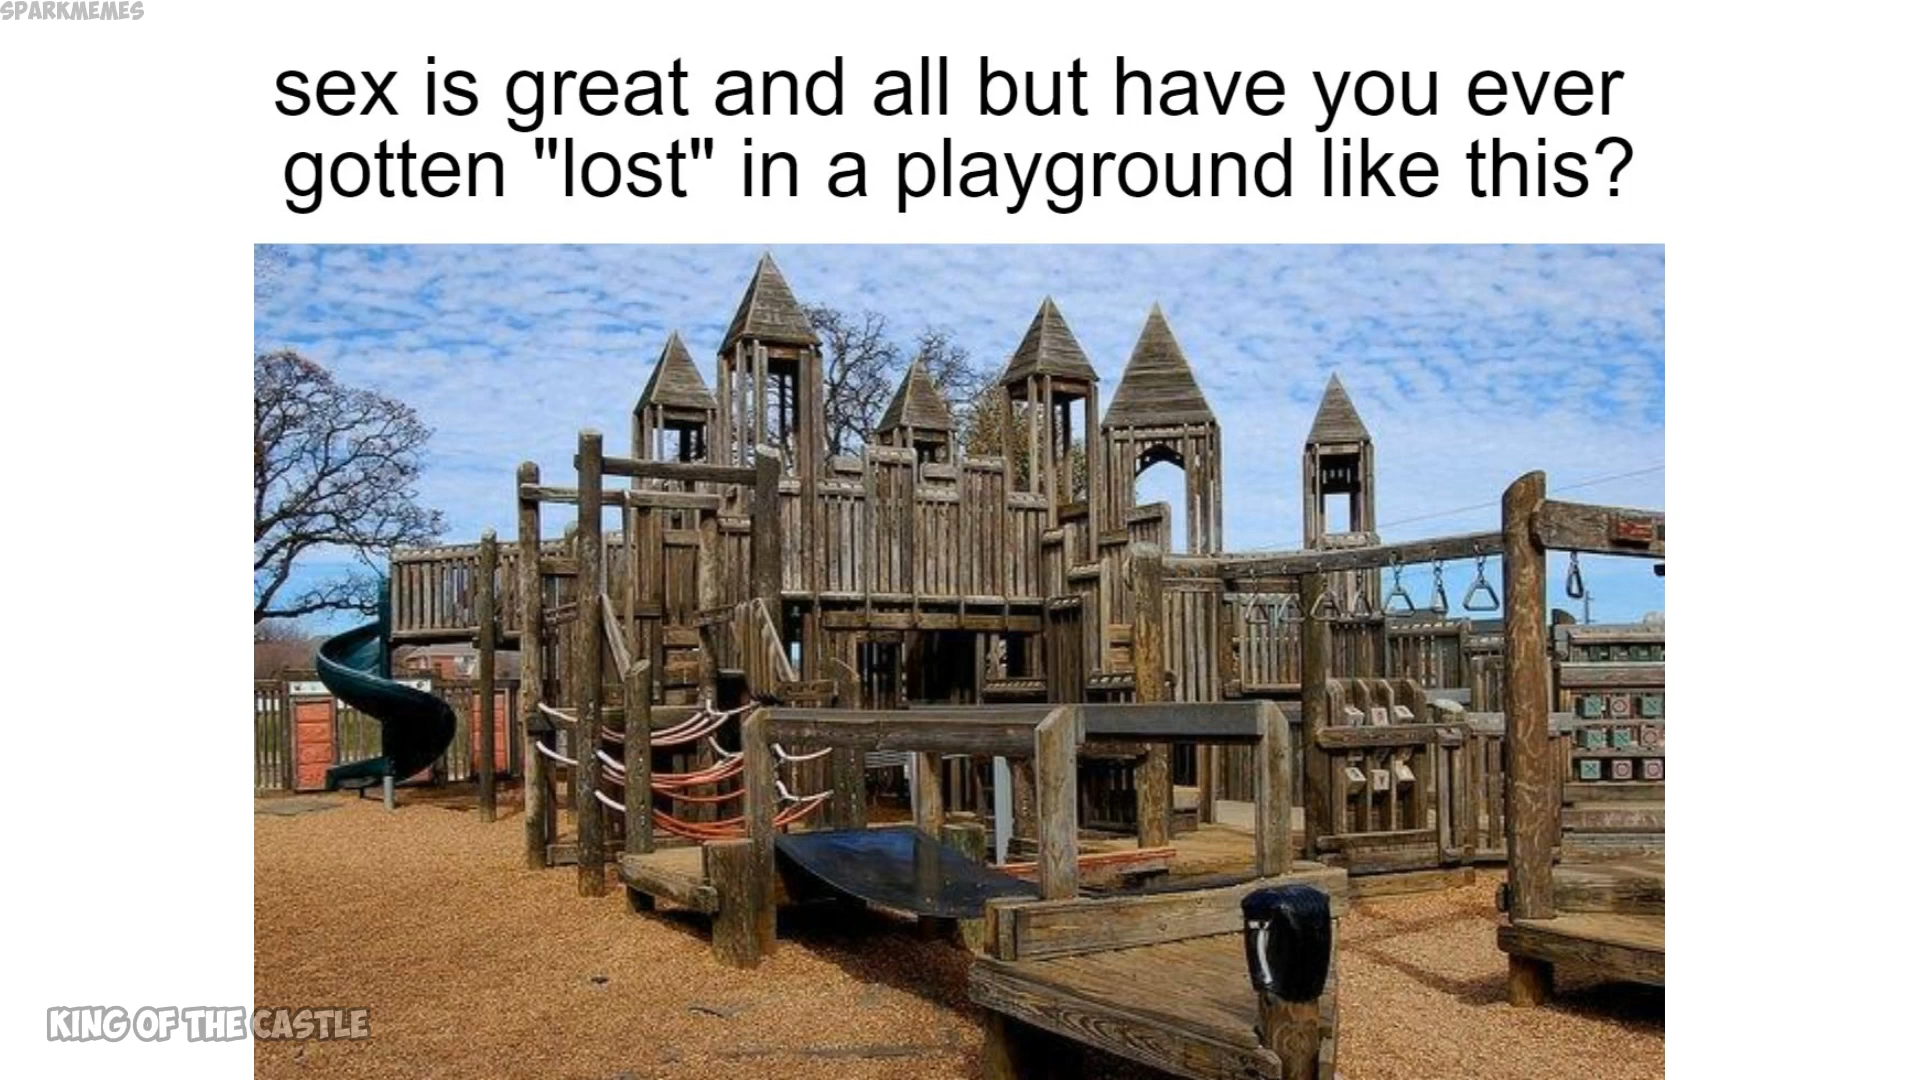 SPARKMEMES
sex is great and all but have you ever
gotten "lost" in a playground like this?
KING OF THE CASTLE